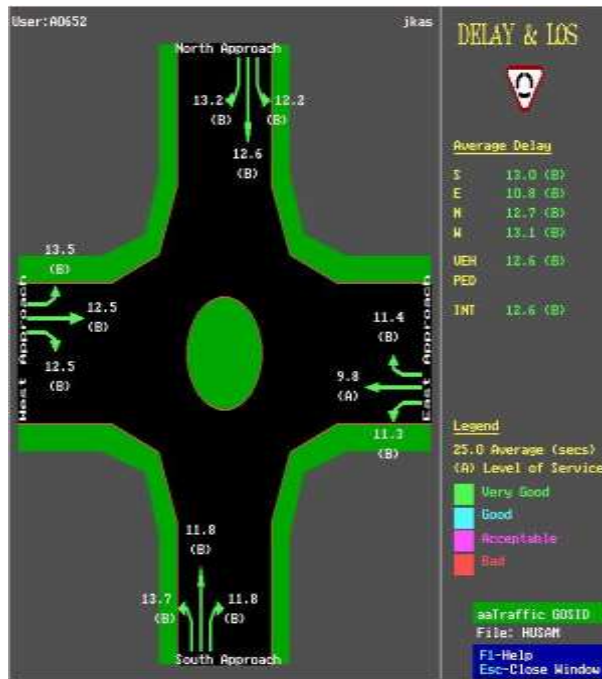 User:A0652
jkas
North Approach
13.2
(B)
12.2
(B)
12.6
(B)
13.5
(B)
12.5
(B)
12.5
(B)
West Approach
11.4
(B)
9.8
(A)
11.3
(B)
East Approach
11.8
(B)
13.7
(B)
11.8
(B)
South Approach
DELAY & LOS
Average Delay
S 13.0 (B)
E 10.8 (B)
N 12.7 (B)
W 13.1 (B)
VEH 12.6 (B)
PED
INT 12.6 (B)
Legend
25.0 Average (secs)
(A) Level of Service
Very Good
Good
Acceptable
Bad
aaTraffic GOSID
File: HUSAM
F1-Help
Esc-Close Window